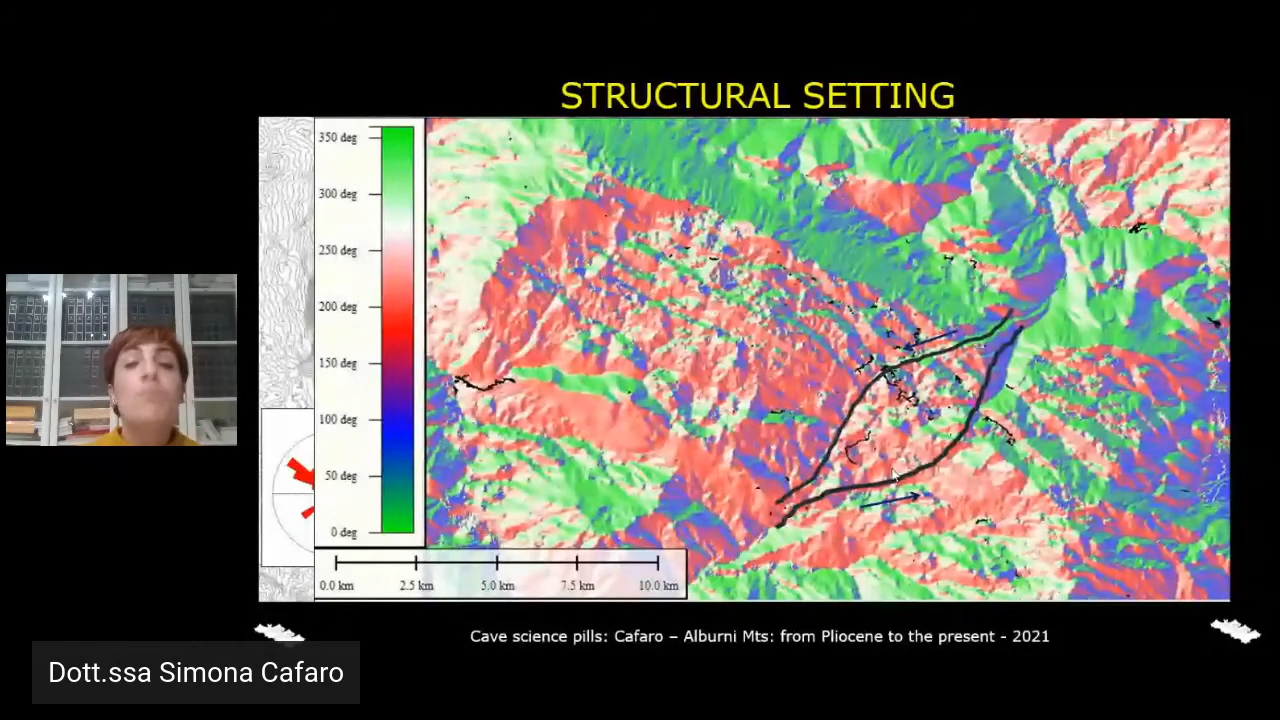 STRUCTURAL SETTING
350 deg
300 deg
250 deg
200 deg
150 deg
100 deg
50 deg
0 deg
0.0 km 2.5 km 5.0 km 7.5 km 10.0 km
Cave science pills: Cafaro – Alburni Mts: from Pliocene to the present - 2021
Dott.ssa Simona Cafaro